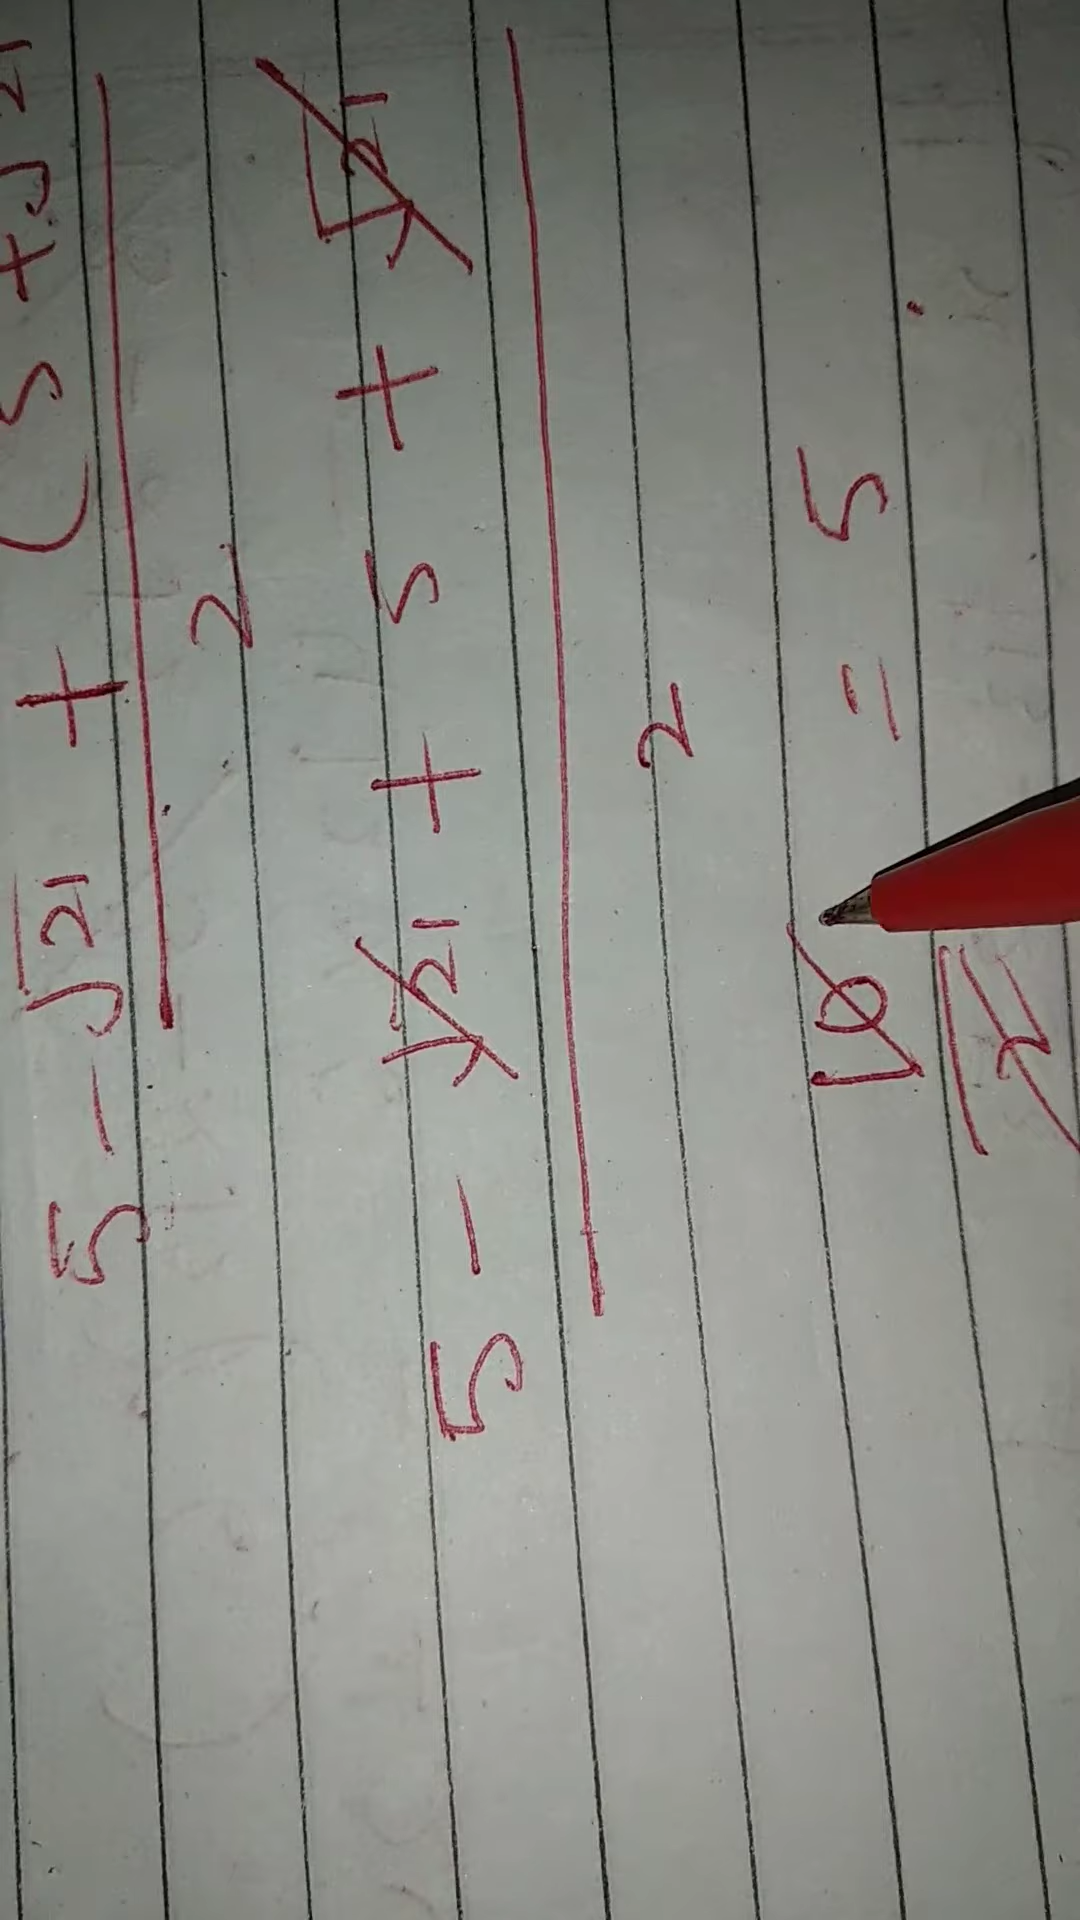 5 - √21 + (5 + √21
2
5 - √21 + 5 + √21
2
10 = 5
2